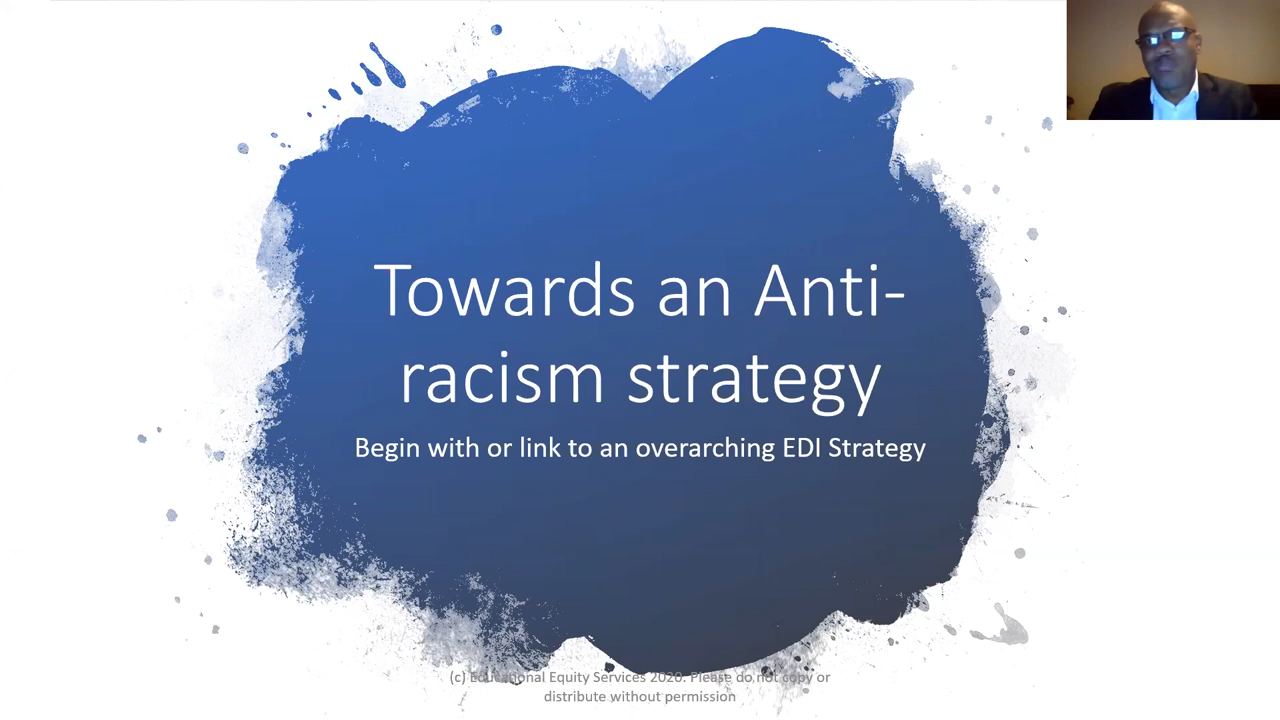 Towards an Anti-
racism strategy
Begin with or link to an overarching EDI Strategy
(c) Educational Equity Services 2020. Please do not copy or
distribute without permission